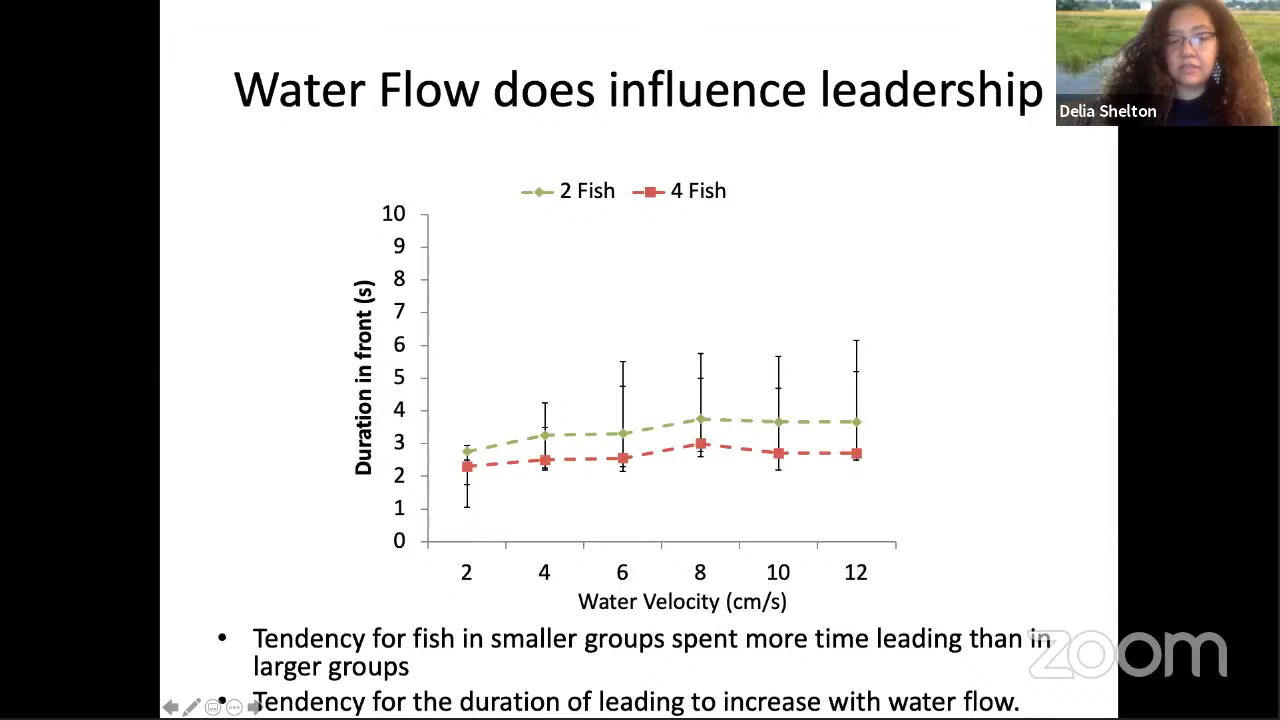 Water Flow does influence leadership
Delia Shelton
2 Fish 4 Fish
10
9
8
7
6
5
4
3
2
1
0
Duration in front (s)
2 4 6 8 10 12
Water Velocity (cm/s)
• Tendency for fish in smaller groups spent more time leading than in
larger groups
• Tendency for the duration of leading to increase with water flow.
zoom